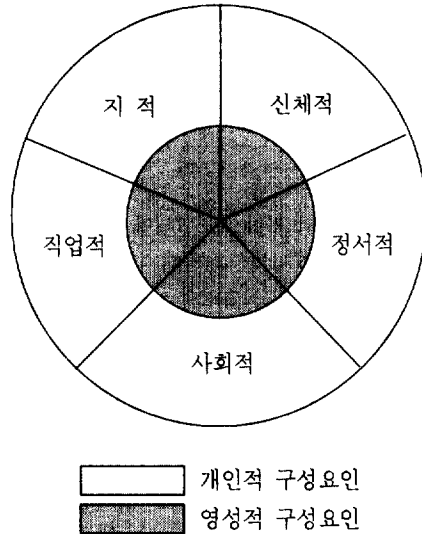 지 적
신체적
직업적
정서적
사회적
개인적 구성요인
영성적 구성요인